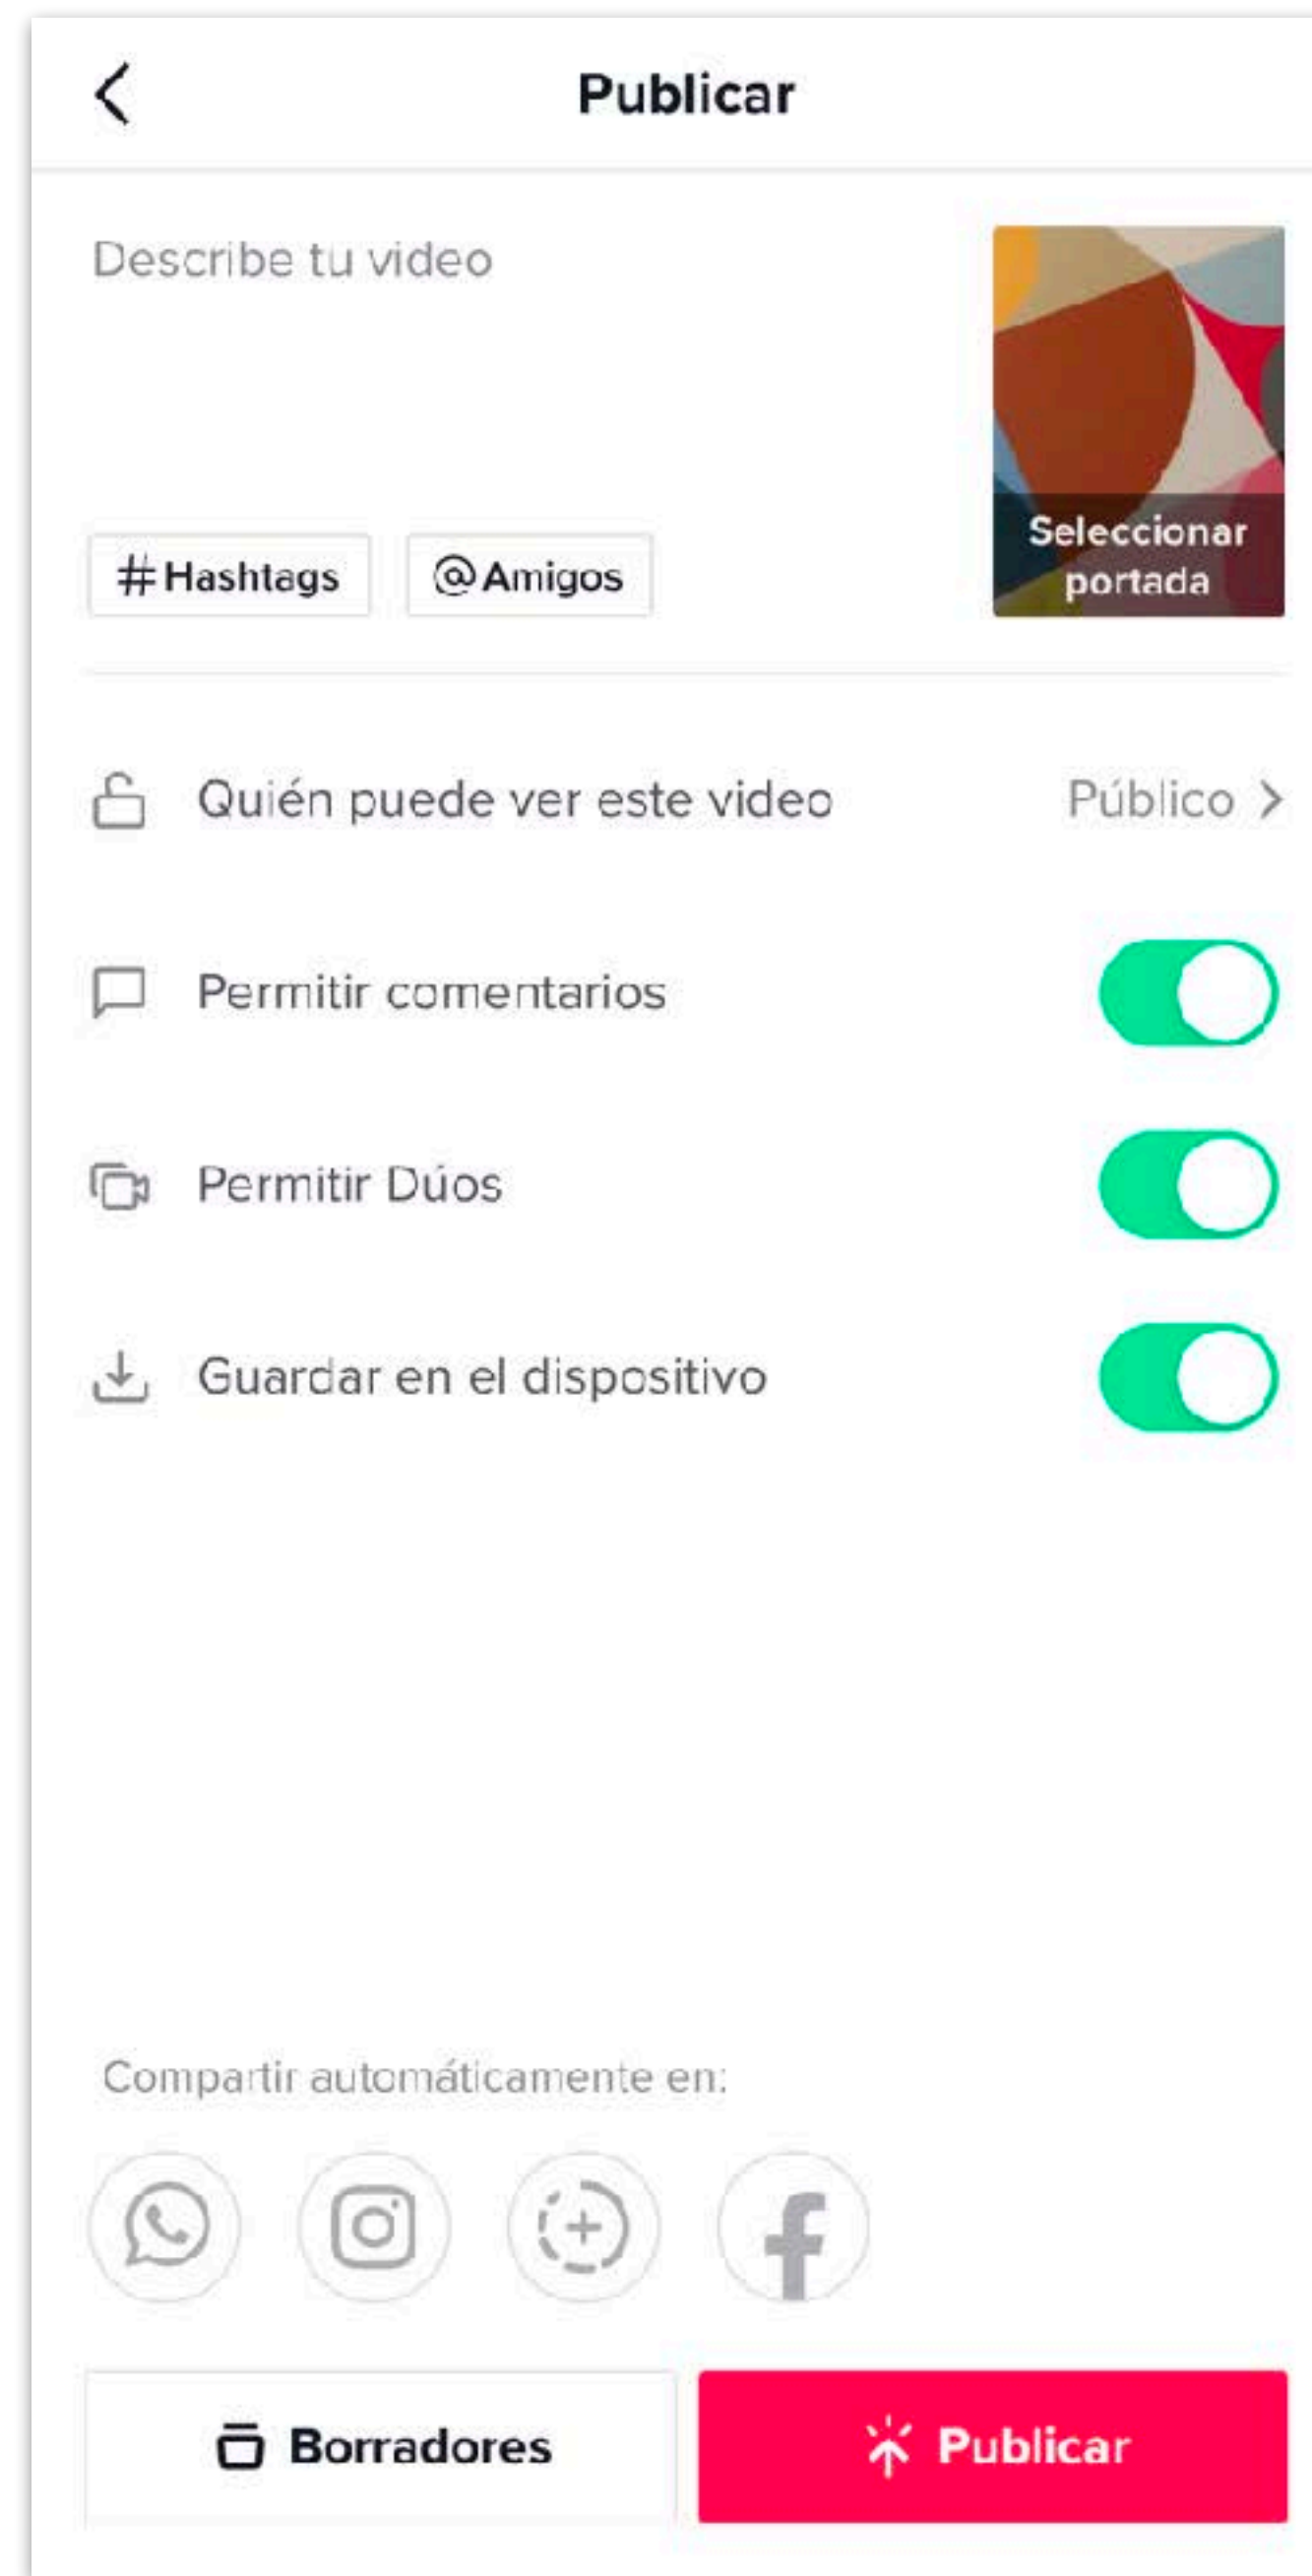 Publicar
Describe tu video
#Hashtags
@Amigos
Seleccionar
portada
Quién puede ver este video
Público >
Permitir comentarios
Permitir Dúos
Guardar en el dispositivo
Compartir automáticamente en:
Borradores
Publicar